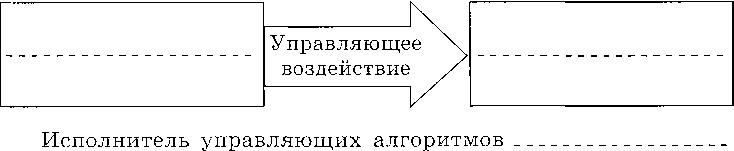 Управляющее
воздействие
Исполнитель управляющих алгоритмов